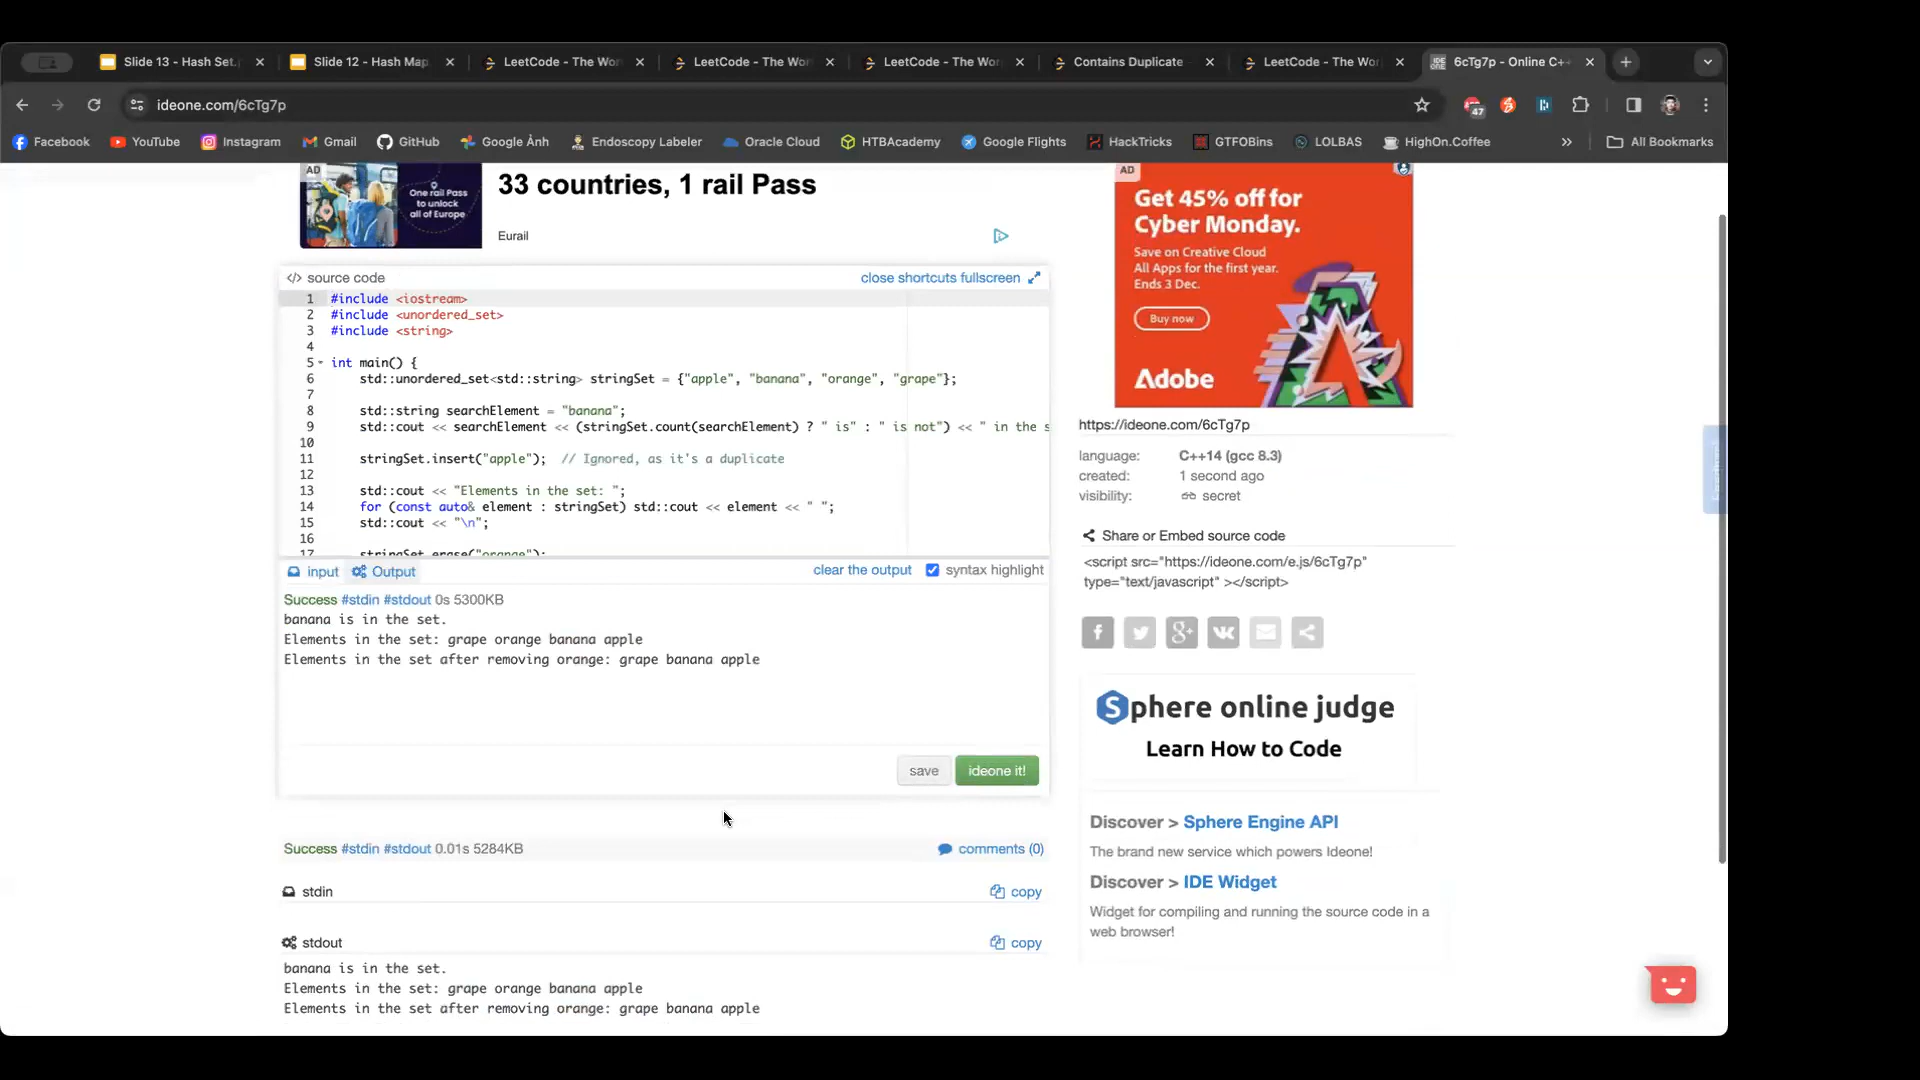 Slide 13 - Hash Set.
Slide 12 - Hash Map
LeetCode - The Wor
LeetCode - The Wor
LeetCode - The Wor
Contains Duplicate
LeetCode - The Wor
6cTg7p - Online C++
ideone.com/6cTg7p
47
Facebook
YouTube
Instagram
Gmail
GitHub
Google Ảnh
Endoscopy Labeler
Oracle Cloud
HTBAcademy
Google Flights
HackTricks
GTFOBins
LOLBAS
HighOn.Coffee
»
All Bookmarks
AD
One rail Pass
to unlock
all of Europe
33 countries, 1 rail Pass
Eurail
</> source code
close shortcuts fullscreen
1 #include <iostream>
2 #include <unordered_set>
3 #include <string>
4
5 int main() {
6 std::unordered_set<std::string> stringSet = {"apple", "banana", "orange", "grape"};
7
8 std::string searchElement = "banana";
9 std::cout << searchElement << (stringSet.count(searchElement) ? " is" : " is not") << " in the s
10
11 stringSet.insert("apple");  // Ignored, as it's a duplicate
12
13 std::cout << "Elements in the set: ";
14 for (const auto& element : stringSet) std::cout << element << " ";
15 std::cout << "\n";
16
17 stringSet.erase("orange");
input Output
clear the output
syntax highlight
Success #stdin #stdout 0s 5300KB
banana is in the set.
Elements in the set: grape orange banana apple
Elements in the set after removing orange: grape banana apple
save
ideone it!
Success #stdin #stdout 0.01s 5284KB
comments (0)
stdin
copy
stdout
copy
banana is in the set.
Elements in the set: grape orange banana apple
Elements in the set after removing orange: grape banana apple
AD
Get 45% off for
Cyber Monday.
Save on Creative Cloud
All Apps for the first year.
Ends 3 Dec.
Buy now
Adobe
https://ideone.com/6cTg7p
language: C++14 (gcc 8.3)
created: 1 second ago
visibility: secret
Share or Embed source code
<script src="https://ideone.com/e.js/6cTg7p"
type="text/javascript" ></script>
Sphere online judge
Learn How to Code
Discover > Sphere Engine API
The brand new service which powers Ideone!
Discover > IDE Widget
Widget for compiling and running the source code in a
web browser!